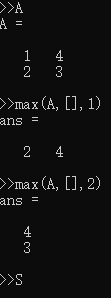 >>A
A =
1 4
2 3
>>max(A,[],1)
ans =
2 4
>>max(A,[],2)
ans =
4
3
>>S